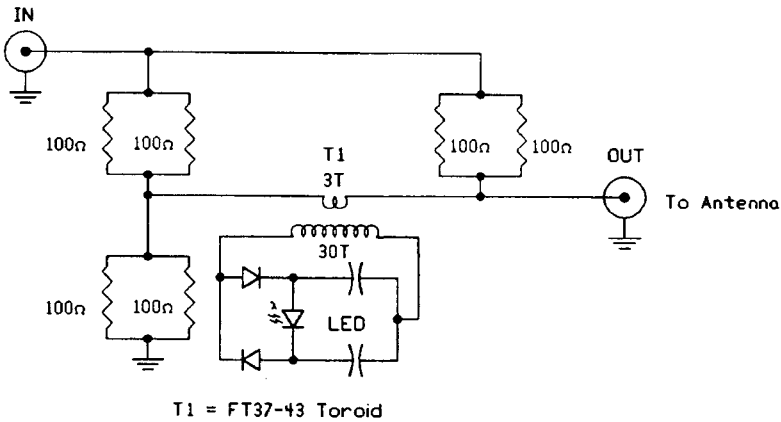 IN
100Ω 100Ω
T1
3T
100Ω 100Ω
OUT
To Antenna
30T
100Ω 100Ω
LED
T1 = FT37-43 Toroid